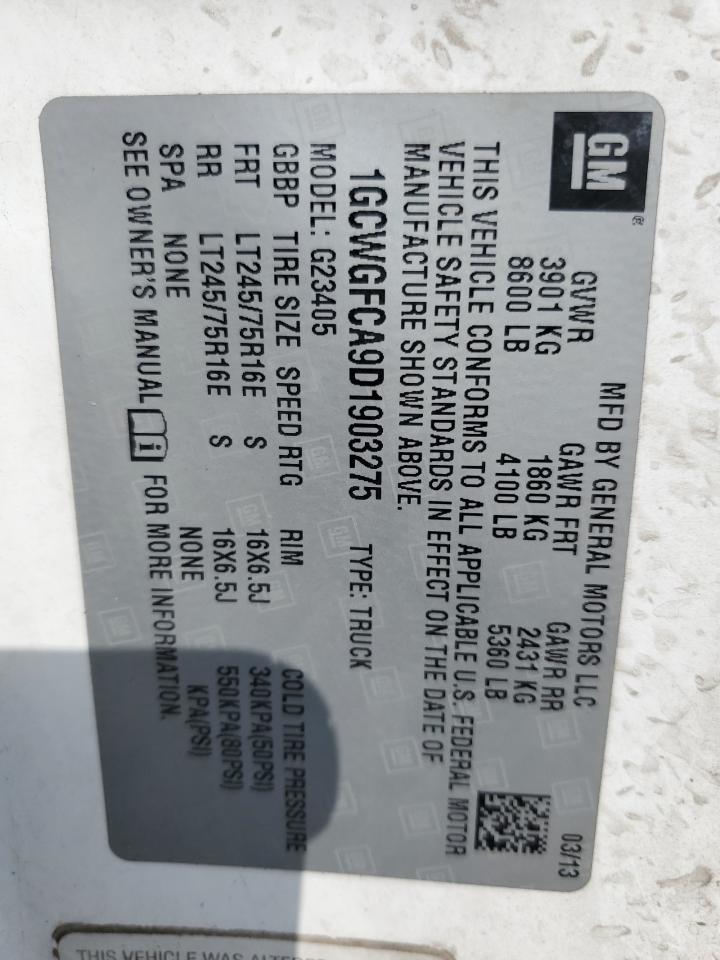 GM®
MFD BY GENERAL MOTORS LLC 03/13
GVWR GAWR FRT GAWR RR
3901 KG 1860 KG 2431 KG
8600 LB 4100 LB 5360 LB
THIS VEHICLE CONFORMS TO ALL APPLICABLE U.S. FEDERAL MOTOR
VEHICLE SAFETY STANDARDS IN EFFECT ON THE DATE OF
MANUFACTURE SHOWN ABOVE.
1GCWGFCA9D1903275 TYPE: TRUCK
MODEL: G23405
GBBP TIRE SIZE SPEED RTG RIM COLD TIRE PRESSURE
FRT LT245/75R16E S 16X6.5J 340KPA(50PSI)
RR LT245/75R16E S 16X6.5J 550KPA(80PSI)
SPA NONE NONE KPA(PSI)
SEE OWNER'S MANUAL FOR MORE INFORMATION.
THIS VEHICLE WAS ALTERED